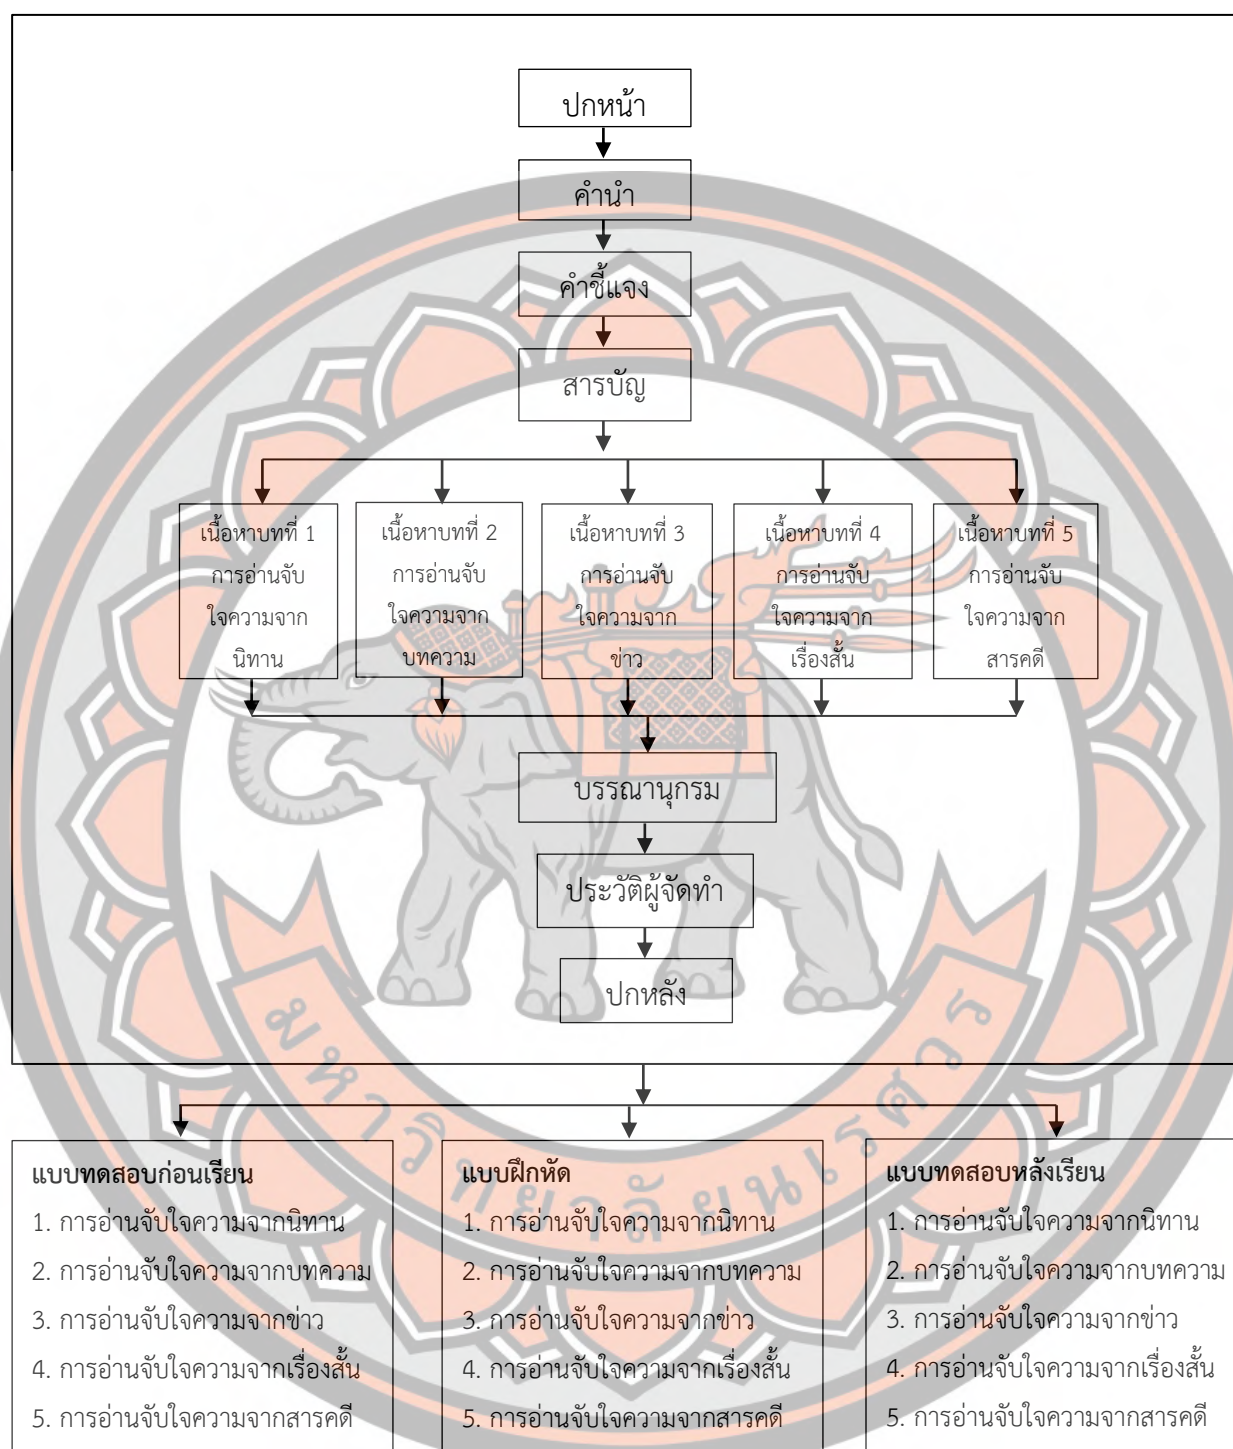 ปกหน้า
คำนำ
คำชี้แจง
สารบัญ
เนื้อหาบทที่ 1
การอ่านจับ
ใจความจาก
นิทาน
เนื้อหาบทที่ 2
การอ่านจับ
ใจความจาก
บทความ
เนื้อหาบทที่ 3
การอ่านจับ
ใจความจาก
ข่าว
เนื้อหาบทที่ 4
การอ่านจับ
ใจความจาก
เรื่องสั้น
เนื้อหาบทที่ 5
การอ่านจับ
ใจความจาก
สารคดี
บรรณานุกรม
ประวัติผู้จัดทำ
ปกหลัง
มหาวิทยาลัยนเรศวร
แบบทดสอบก่อนเรียน
1. การอ่านจับใจความจากนิทาน
2. การอ่านจับใจความจากบทความ
3. การอ่านจับใจความจากข่าว
4. การอ่านจับใจความจากเรื่องสั้น
5. การอ่านจับใจความจากสารคดี
แบบฝึกหัด
1. การอ่านจับใจความจากนิทาน
2. การอ่านจับใจความจากบทความ
3. การอ่านจับใจความจากข่าว
4. การอ่านจับใจความจากเรื่องสั้น
5. การอ่านจับใจความจากสารคดี
แบบทดสอบหลังเรียน
1. การอ่านจับใจความจากนิทาน
2. การอ่านจับใจความจากบทความ
3. การอ่านจับใจความจากข่าว
4. การอ่านจับใจความจากเรื่องสั้น
5. การอ่านจับใจความจากสารคดี